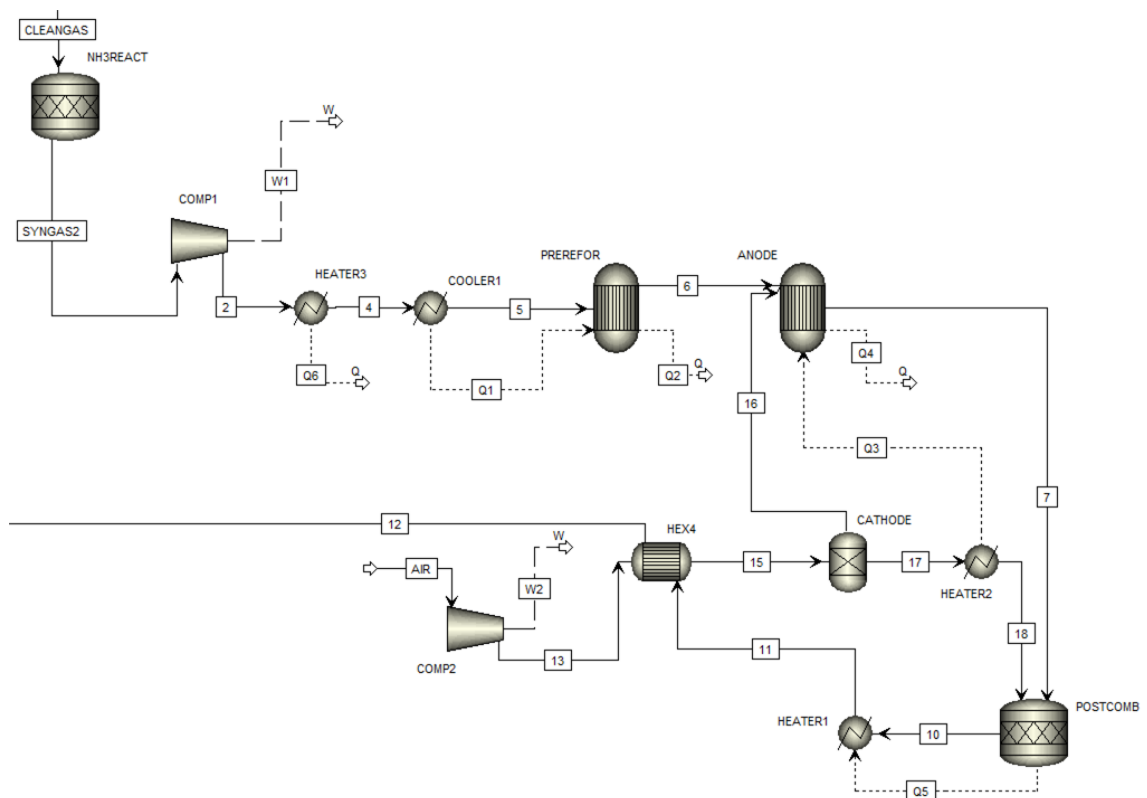 CLEANGAS
NH3REACT
W
W1
COMP1
SYNGAS2
HEATER3
COOLER1
PREREFOR
ANODE
2
4
5
6
Q6
Q
Q1
Q2
Q
Q4
Q
16
Q3
7
12
HEX4
CATHODE
W
AIR
W2
15
17
HEATER2
COMP2
13
11
18
HEATER1
10
POSTCOMB
Q5